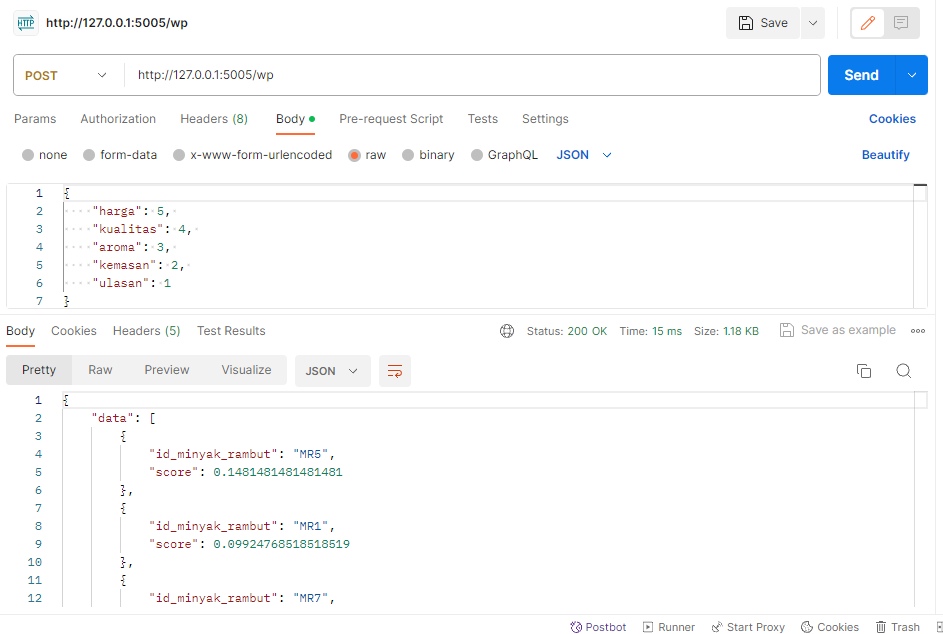 HTTP http://127.0.0.1:5005/wp Save
POST http://127.0.0.1:5005/wp Send
Params Authorization Headers (8) Body Pre-request Script Tests Settings Cookies
none form-data x-www-form-urlencoded raw binary GraphQL JSON Beautify
1 {
2 "harga": 5,
3 "kualitas": 4,
4 "aroma": 3,
5 "kemasan": 2,
6 "ulasan": 1
7 }
Body Cookies Headers (5) Test Results Status: 200 OK Time: 15 ms Size: 1.18 KB Save as example
Pretty Raw Preview Visualize JSON
1 {
2 "data": [
3 {
4 "id_minyak_rambut": "MR5",
5 "score": 0.1481481481481481
6 },
7 {
8 "id_minyak_rambut": "MR1",
9 "score": 0.09924768518518519
10 },
11 {
12 "id_minyak_rambut": "MR7",
Postbot Runner Start Proxy Cookies Trash